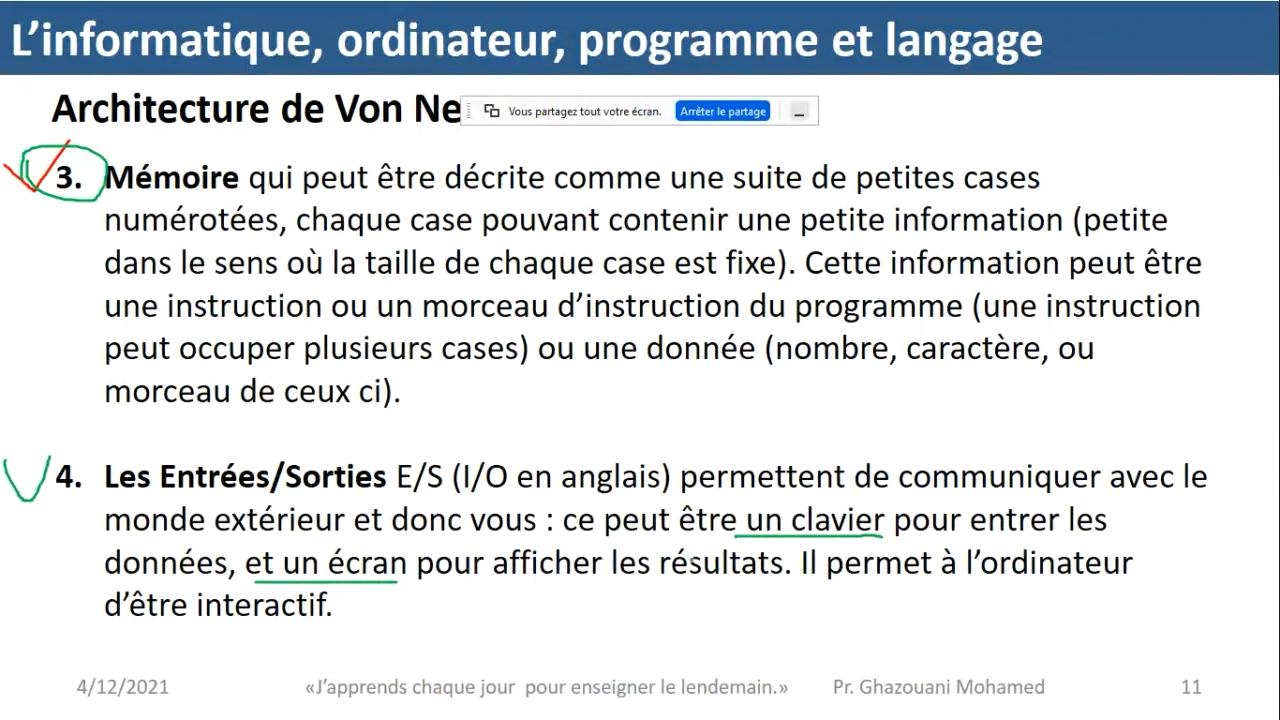 L’informatique, ordinateur, programme et langage
Architecture de Von Ne
Vous partagez tout votre écran. Arrêter le partage
3. Mémoire qui peut être décrite comme une suite de petites cases
numérotées, chaque case pouvant contenir une petite information (petite
dans le sens où la taille de chaque case est fixe). Cette information peut être
une instruction ou un morceau d’instruction du programme (une instruction
peut occuper plusieurs cases) ou une donnée (nombre, caractère, ou
morceau de ceux ci).
4. Les Entrées/Sorties E/S (I/O en anglais) permettent de communiquer avec le
monde extérieur et donc vous : ce peut être un clavier pour entrer les
données, et un écran pour afficher les résultats. Il permet à l’ordinateur
d’être interactif.
4/12/2021 «J’apprends chaque jour pour enseigner le lendemain.» Pr. Ghazouani Mohamed 11